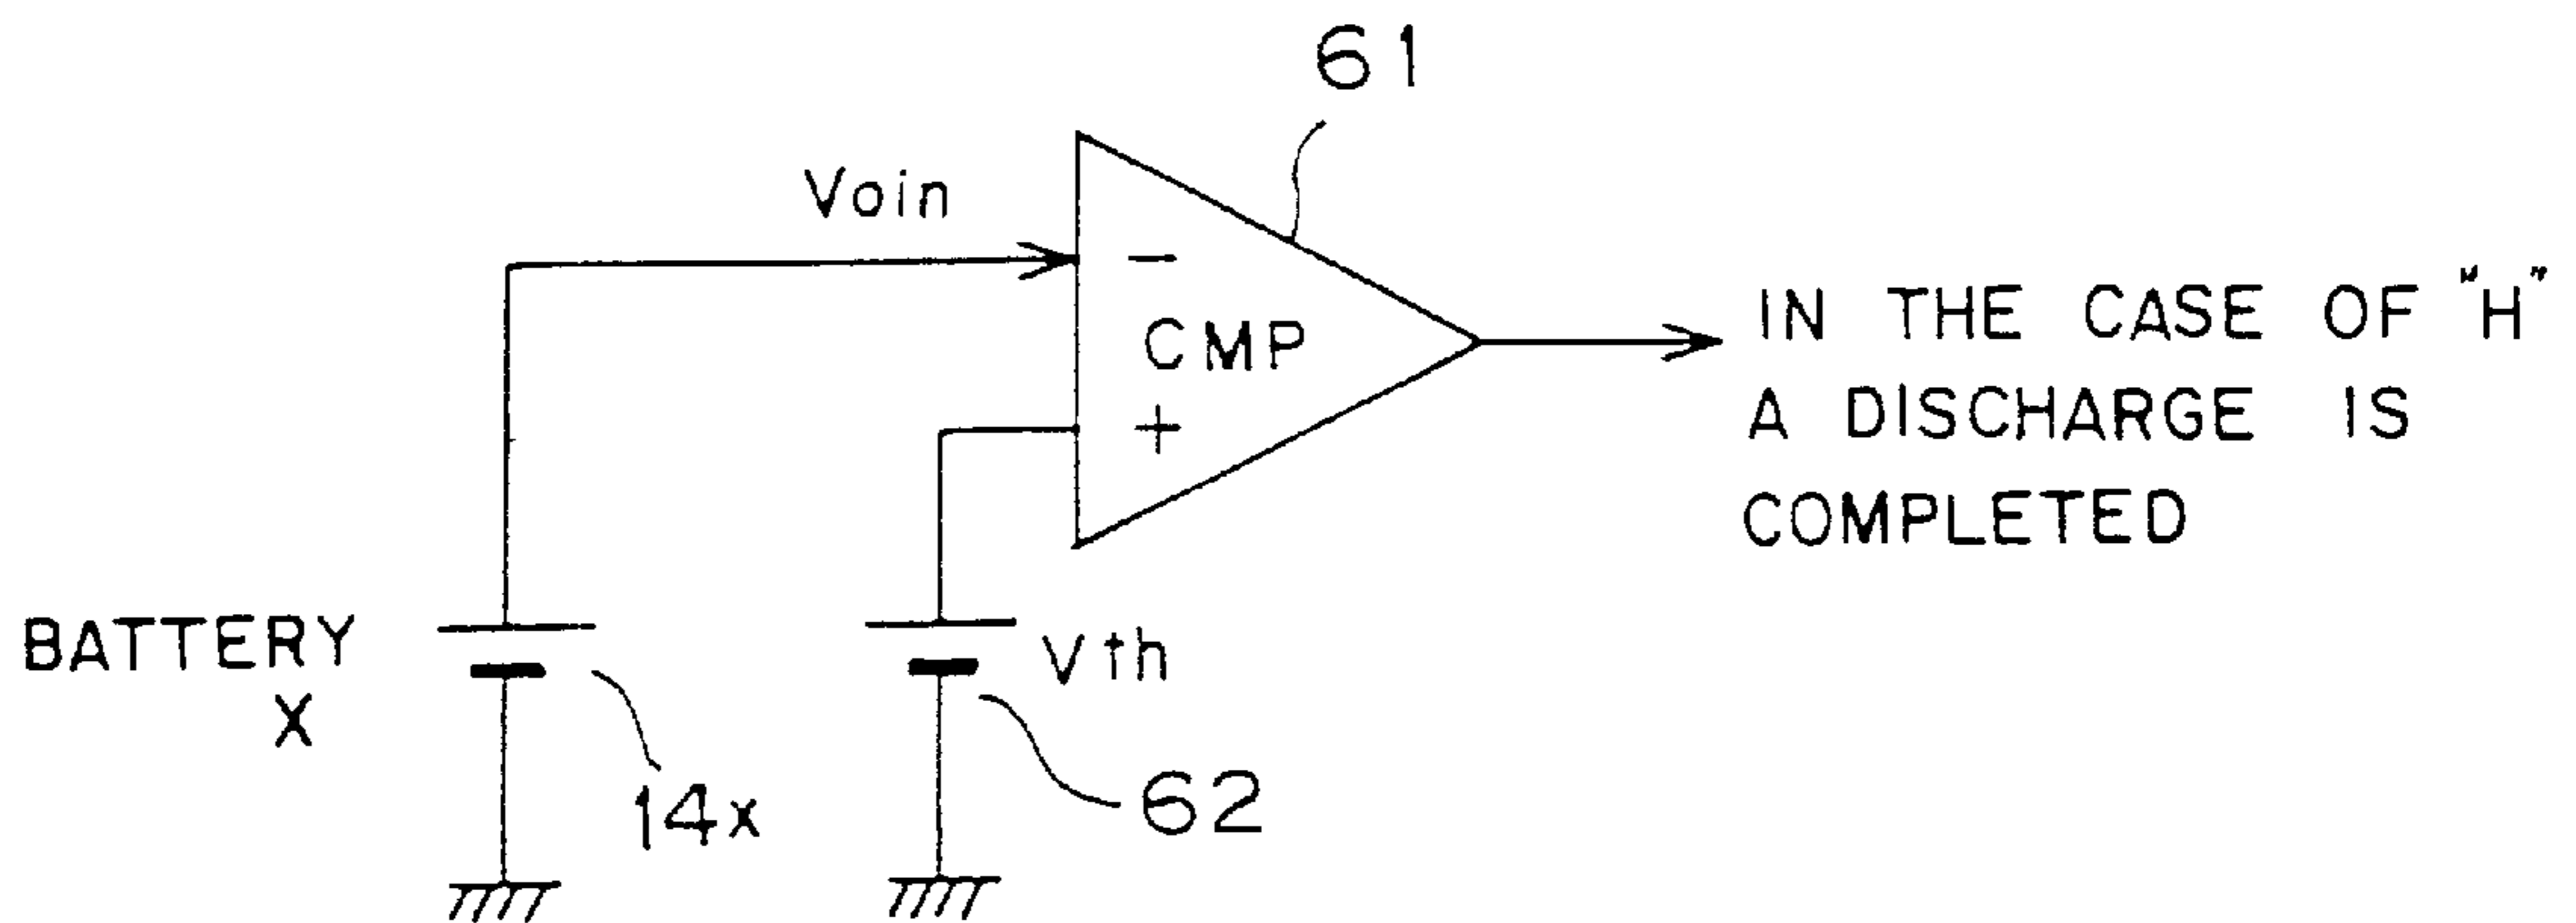 61
Voin
-
CMP
+
IN THE CASE OF "H"
A DISCHARGE IS
COMPLETED
BATTERY
X
14x
Vth
62